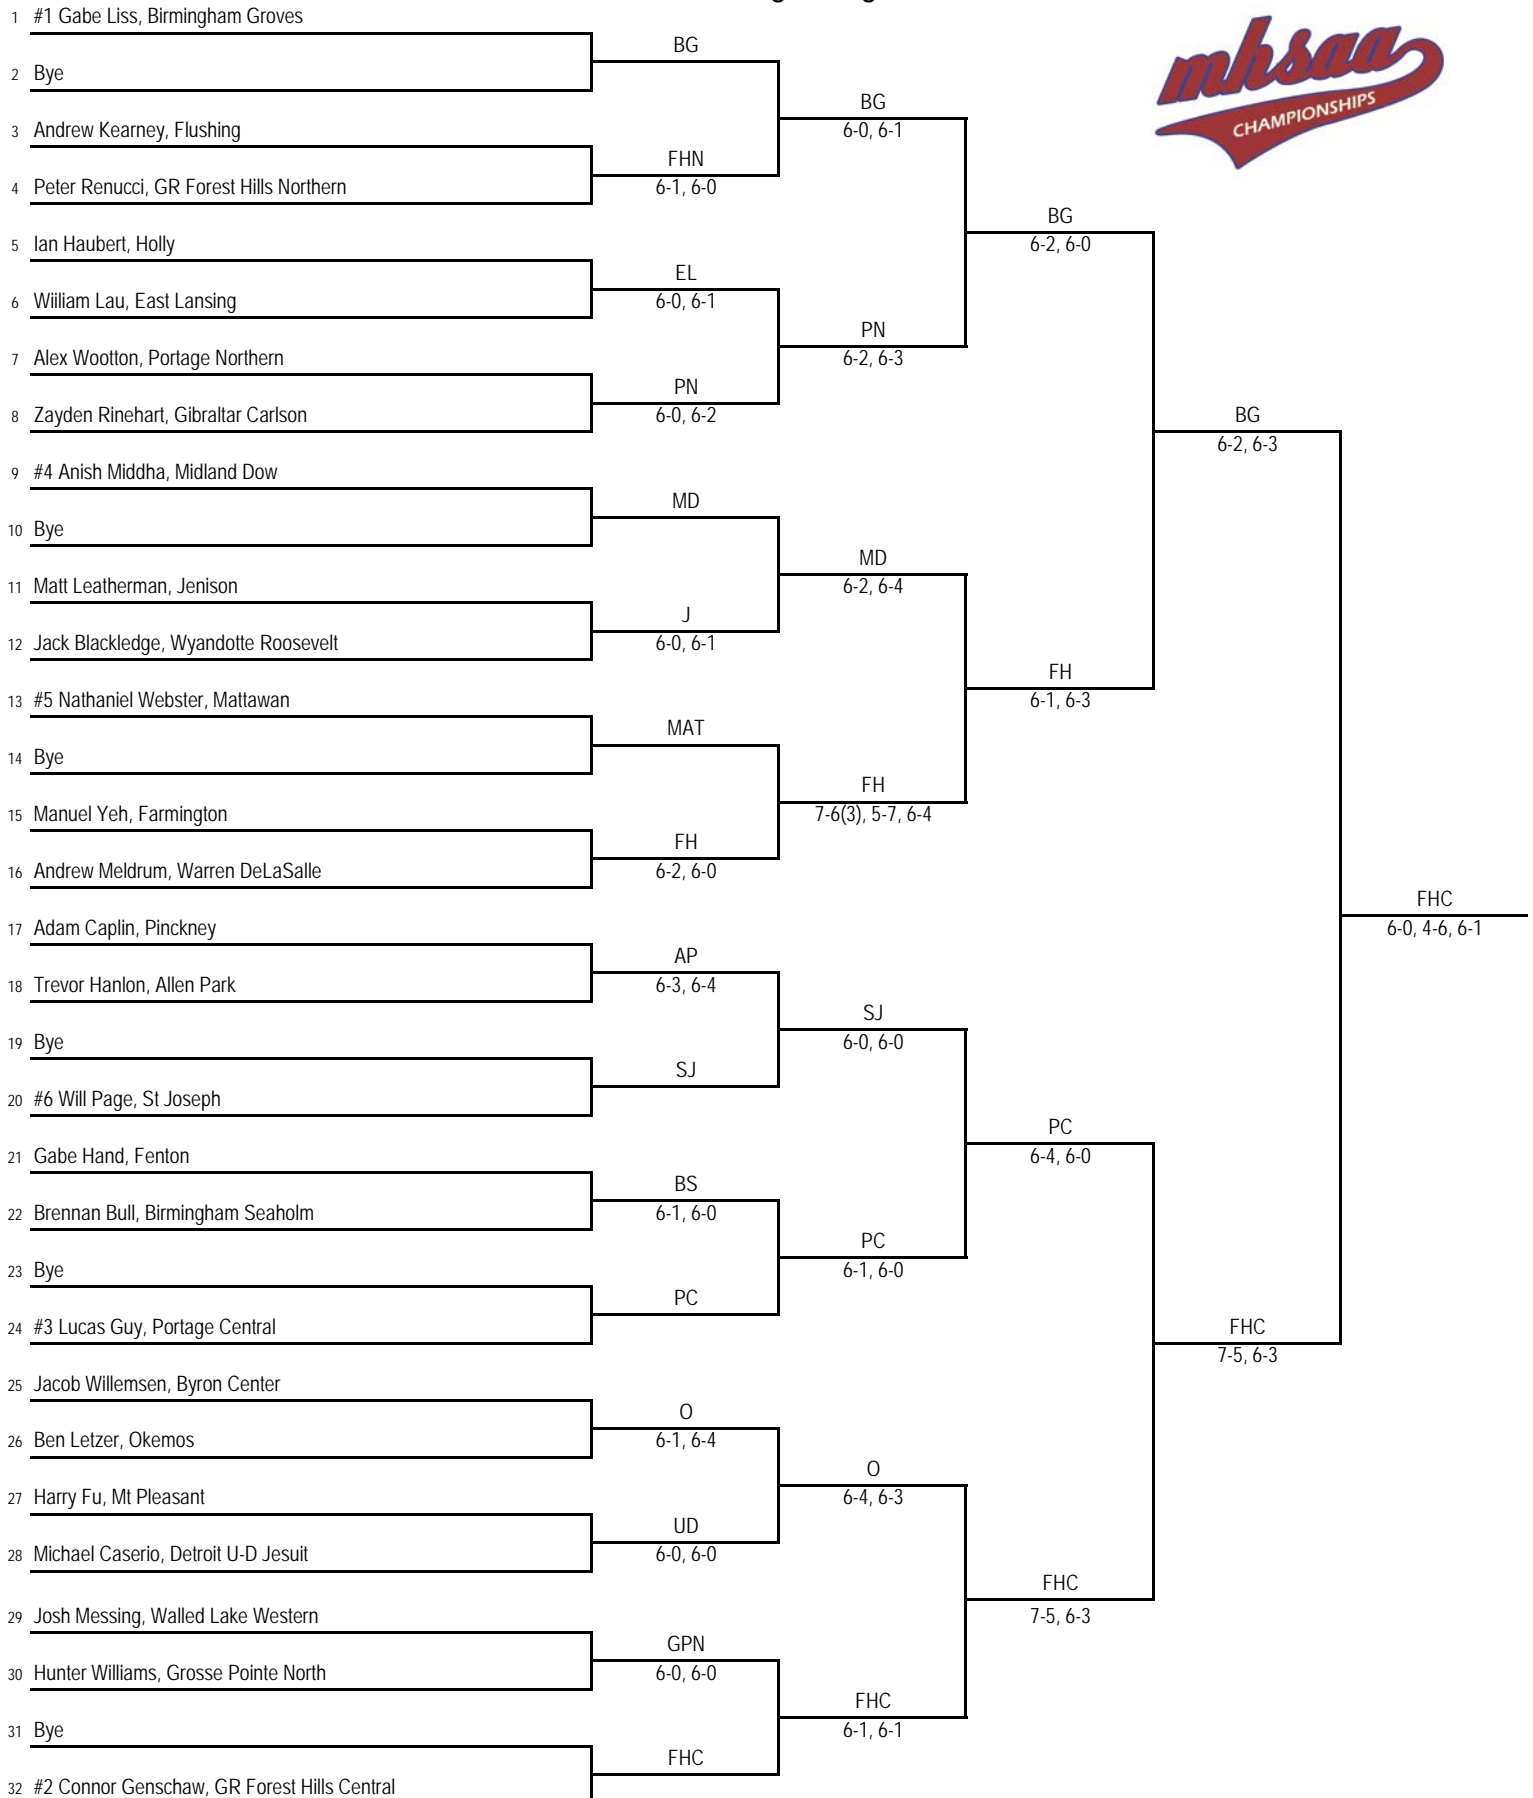 mhsaa
CHAMPIONSHIPS
1 #1 Gabe Liss, Birmingham Groves
BG
2 Bye
BG
6-0, 6-1
3 Andrew Kearney, Flushing
FHN
6-1, 6-0
4 Peter Renucci, GR Forest Hills Northern
BG
6-2, 6-0
5 Ian Haubert, Holly
EL
6-0, 6-1
6 Wiiliam Lau, East Lansing
PN
6-2, 6-3
7 Alex Wootton, Portage Northern
PN
6-0, 6-2
8 Zayden Rinehart, Gibraltar Carlson
BG
6-2, 6-3
9 #4 Anish Middha, Midland Dow
MD
10 Bye
MD
6-2, 6-4
11 Matt Leatherman, Jenison
J
6-0, 6-1
12 Jack Blackledge, Wyandotte Roosevelt
FH
6-1, 6-3
13 #5 Nathaniel Webster, Mattawan
MAT
14 Bye
FH
7-6(3), 5-7, 6-4
15 Manuel Yeh, Farmington
FH
6-2, 6-0
16 Andrew Meldrum, Warren DeLaSalle
FHC
6-0, 4-6, 6-1
17 Adam Caplin, Pinckney
AP
6-3, 6-4
18 Trevor Hanlon, Allen Park
SJ
6-0, 6-0
19 Bye
SJ
20 #6 Will Page, St Joseph
PC
6-4, 6-0
21 Gabe Hand, Fenton
BS
6-1, 6-0
22 Brennan Bull, Birmingham Seaholm
PC
6-1, 6-0
23 Bye
PC
24 #3 Lucas Guy, Portage Central
FHC
7-5, 6-3
25 Jacob Willemsen, Byron Center
O
6-1, 6-4
26 Ben Letzer, Okemos
O
6-4, 6-3
27 Harry Fu, Mt Pleasant
UD
6-0, 6-0
28 Michael Caserio, Detroit U-D Jesuit
FHC
7-5, 6-3
29 Josh Messing, Walled Lake Western
GPN
6-0, 6-0
30 Hunter Williams, Grosse Pointe North
FHC
6-1, 6-1
31 Bye
FHC
32 #2 Connor Genschaw, GR Forest Hills Central